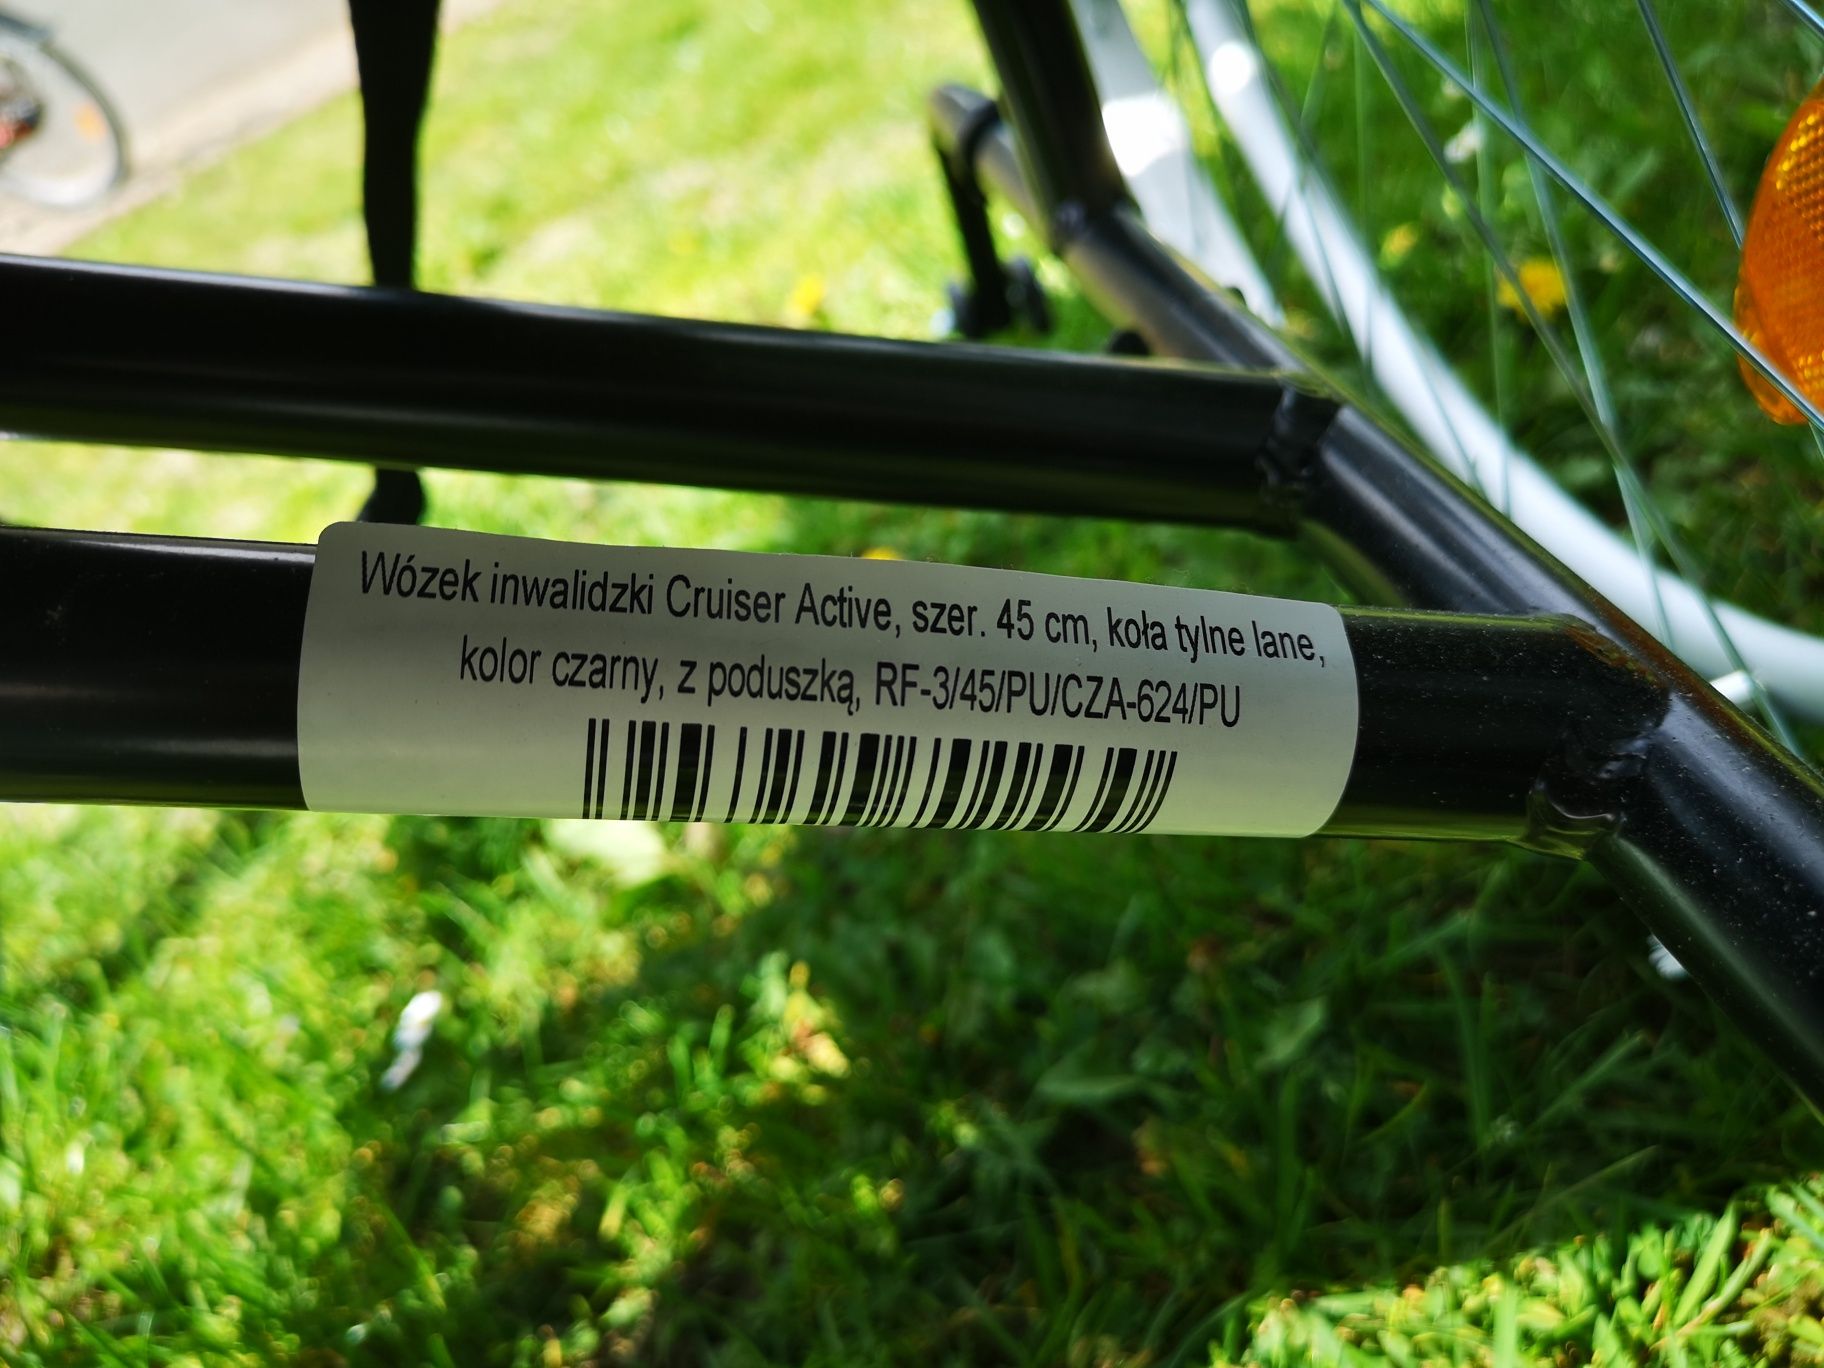 Wózek inwalidzki Cruiser Active, szer. 45 cm, koła tylne lane,
kolor czarny, z poduszką, RF-3/45/PU/CZA-624/PU